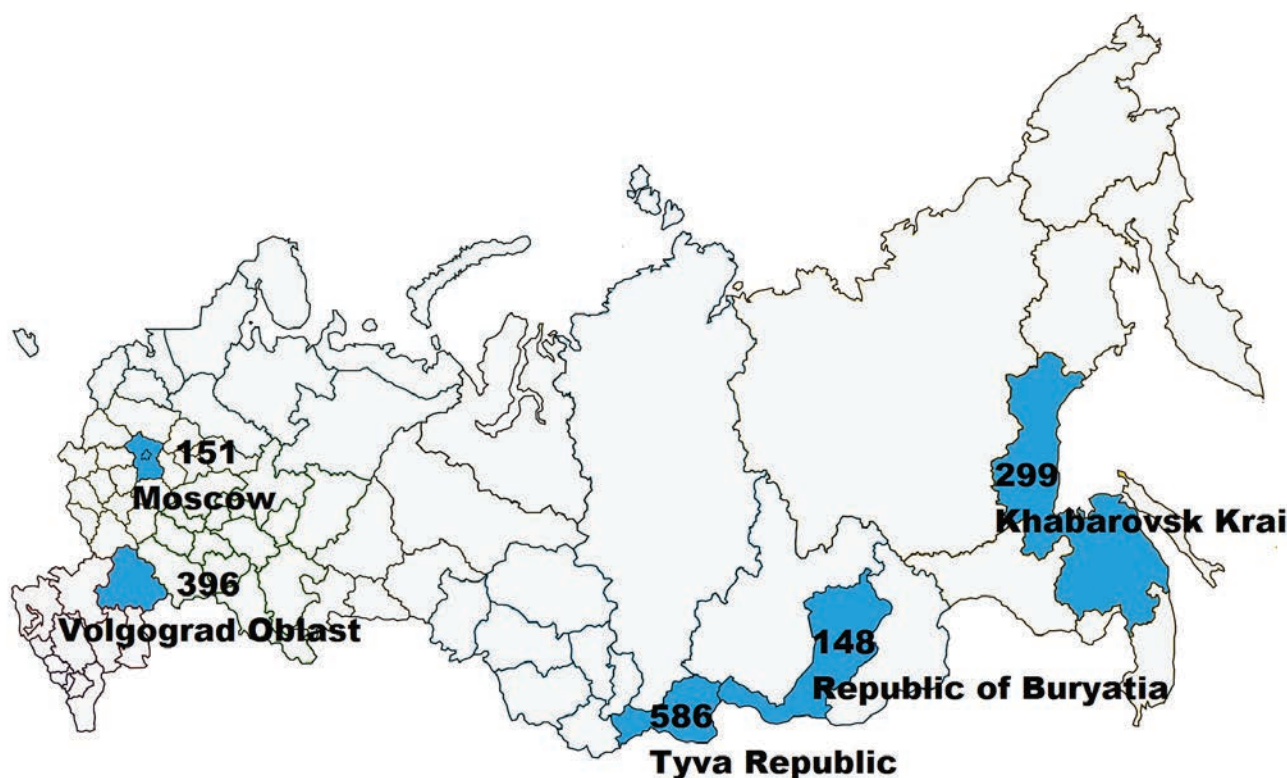 151
Moscow
396
Volgograd Oblast
299
Khabarovsk Krai
148
Republic of Buryatia
586
Tyva Republic